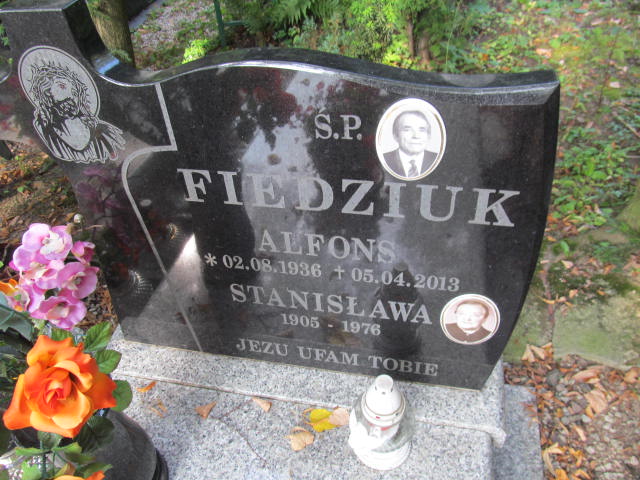 Ś.P.
FIEDZIUK
ALFONS
* 02.08.1936 † 05.04.2013
STANISŁAWA
1905 - 1976
JEZU UFAM TOBIE